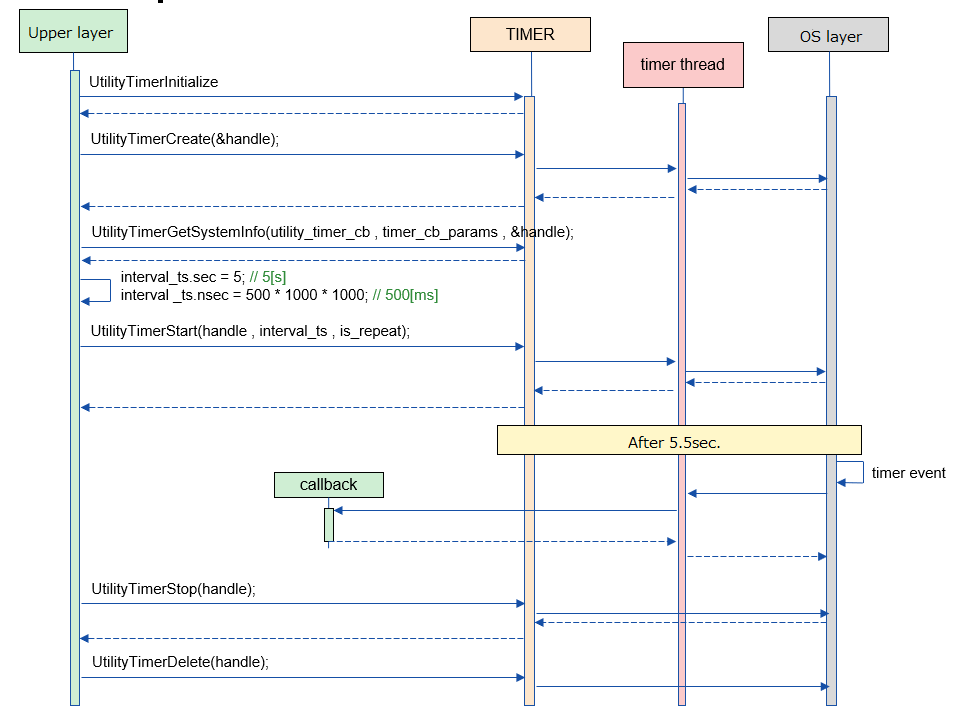 Upper layer
TIMER
timer thread
OS layer
UtilityTimerInitialize
UtilityTimerCreate(&handle);
UtilityTimerGetSystemInfo(utility_timer_cb , timer_cb_params , &handle);
interval_ts.sec = 5; // 5[s]
interval _ts.nsec = 500 * 1000 * 1000; // 500[ms]
UtilityTimerStart(handle , interval_ts , is_repeat);
After 5.5sec.
timer event
callback
UtilityTimerStop(handle);
UtilityTimerDelete(handle);